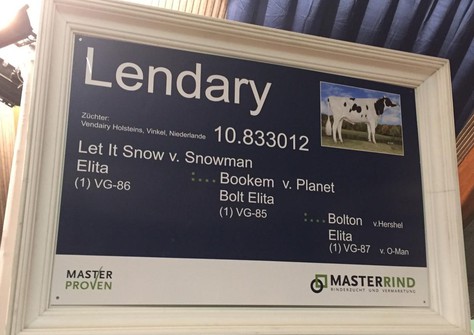 Lendary
Züchter:
Vendairy Holsteins, Vinkel, Niederlande 10.833012
Let It Snow v. Snowman
Elita
(1) VG-86
Bookem v. Planet
Bolt Elita
(1) VG-85
Bolton v.Hershel
Elita
(1) VG-87 v. O-Man
MASTER
PROVEN
MASTERRIND
RINDERZUCHT UND VERMARKTUNG